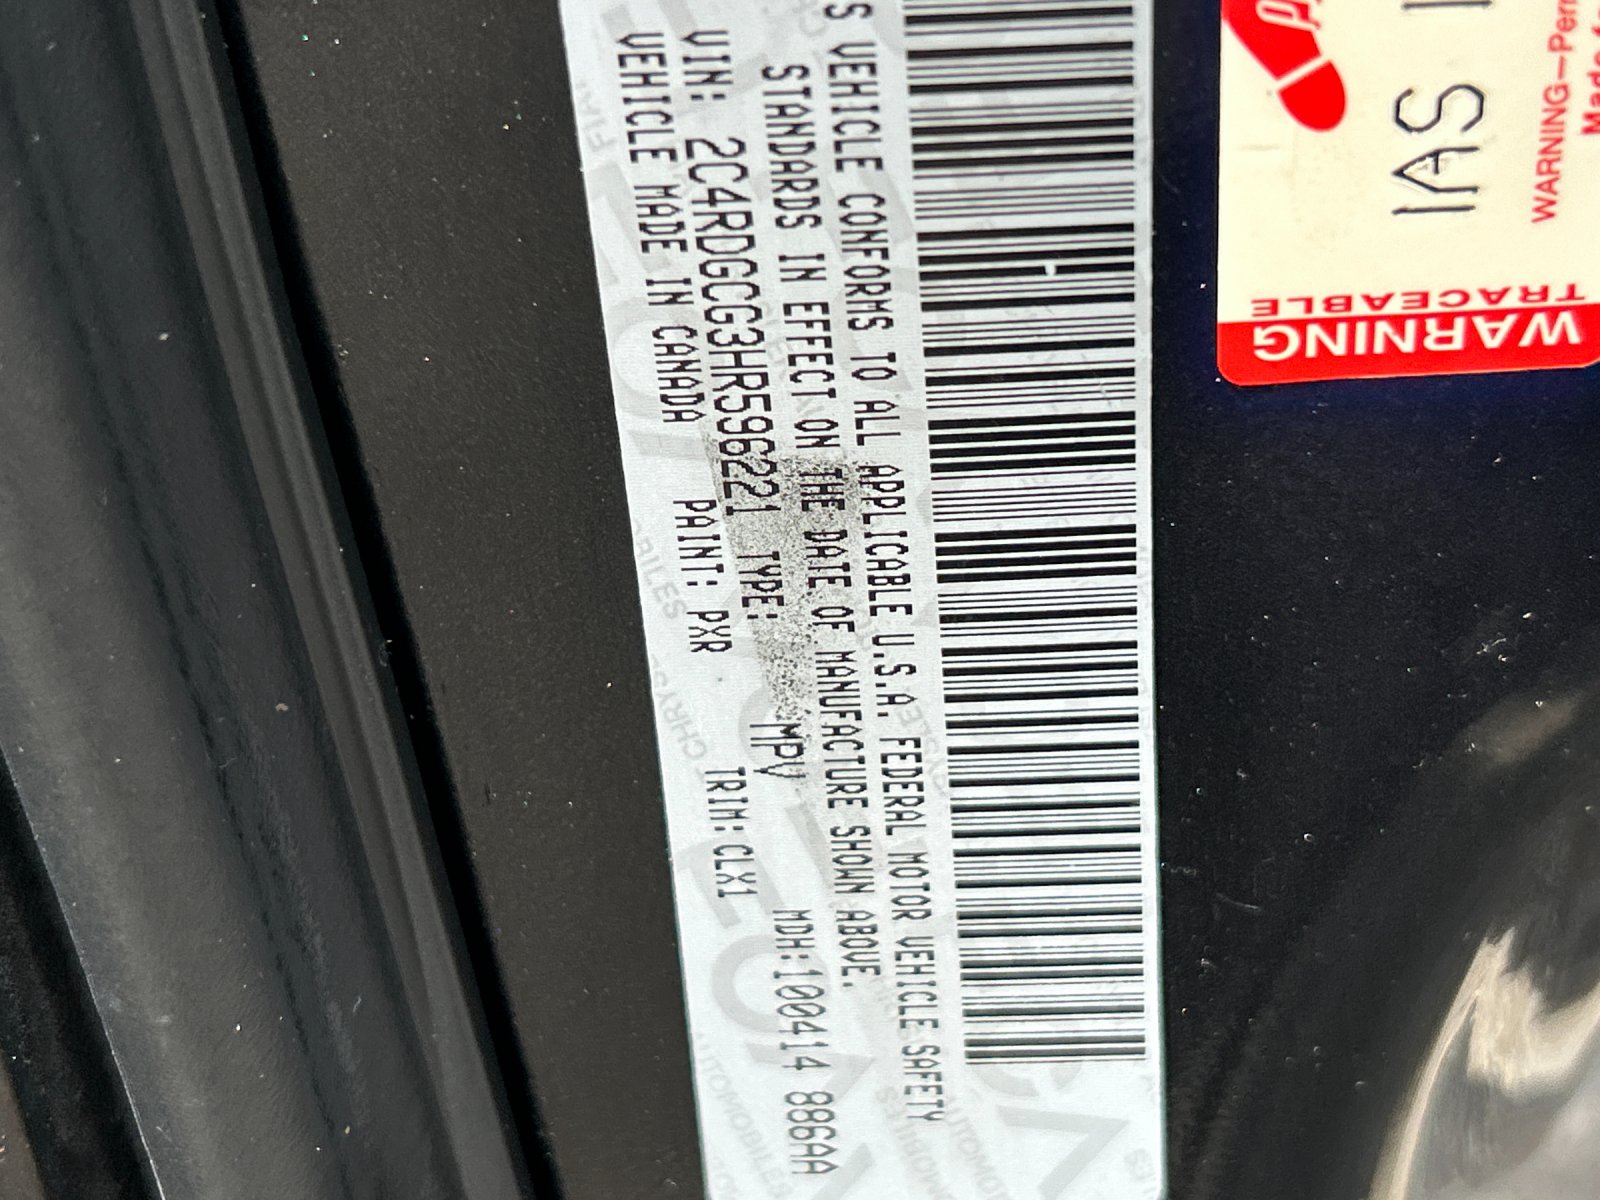 S VEHICLE CONFORMS TO ALL APPLICABLE U.S.A. FEDERAL MOTOR VEHICLE SAFETY
STANDARDS IN EFFECT ON THE DATE OF MANUFACTURE SHOWN ABOVE.
VIN: 2C4RDGCG3HR596221 TYPE: MPV MDH:100414 886AA
VEHICLE MADE IN CANADA PAINT: PXR TRIM:CLX1
WARNING
TRACEABLE
IAS
WARNING—Per
Made